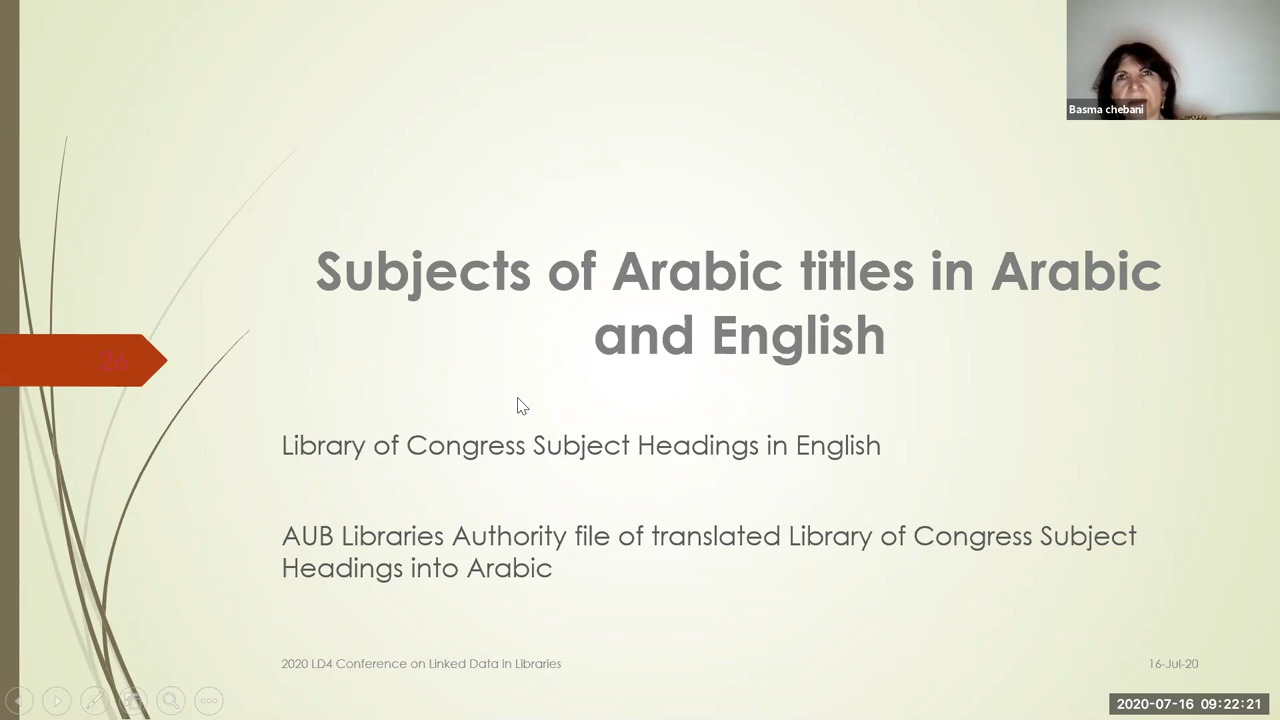 Basma chebani
Subjects of Arabic titles in Arabic
and English
26
Library of Congress Subject Headings in English
AUB Libraries Authority file of translated Library of Congress Subject
Headings into Arabic
2020 LD4 Conference on Linked Data in Libraries
16-Jul-20
2020-07-16 09:22:21